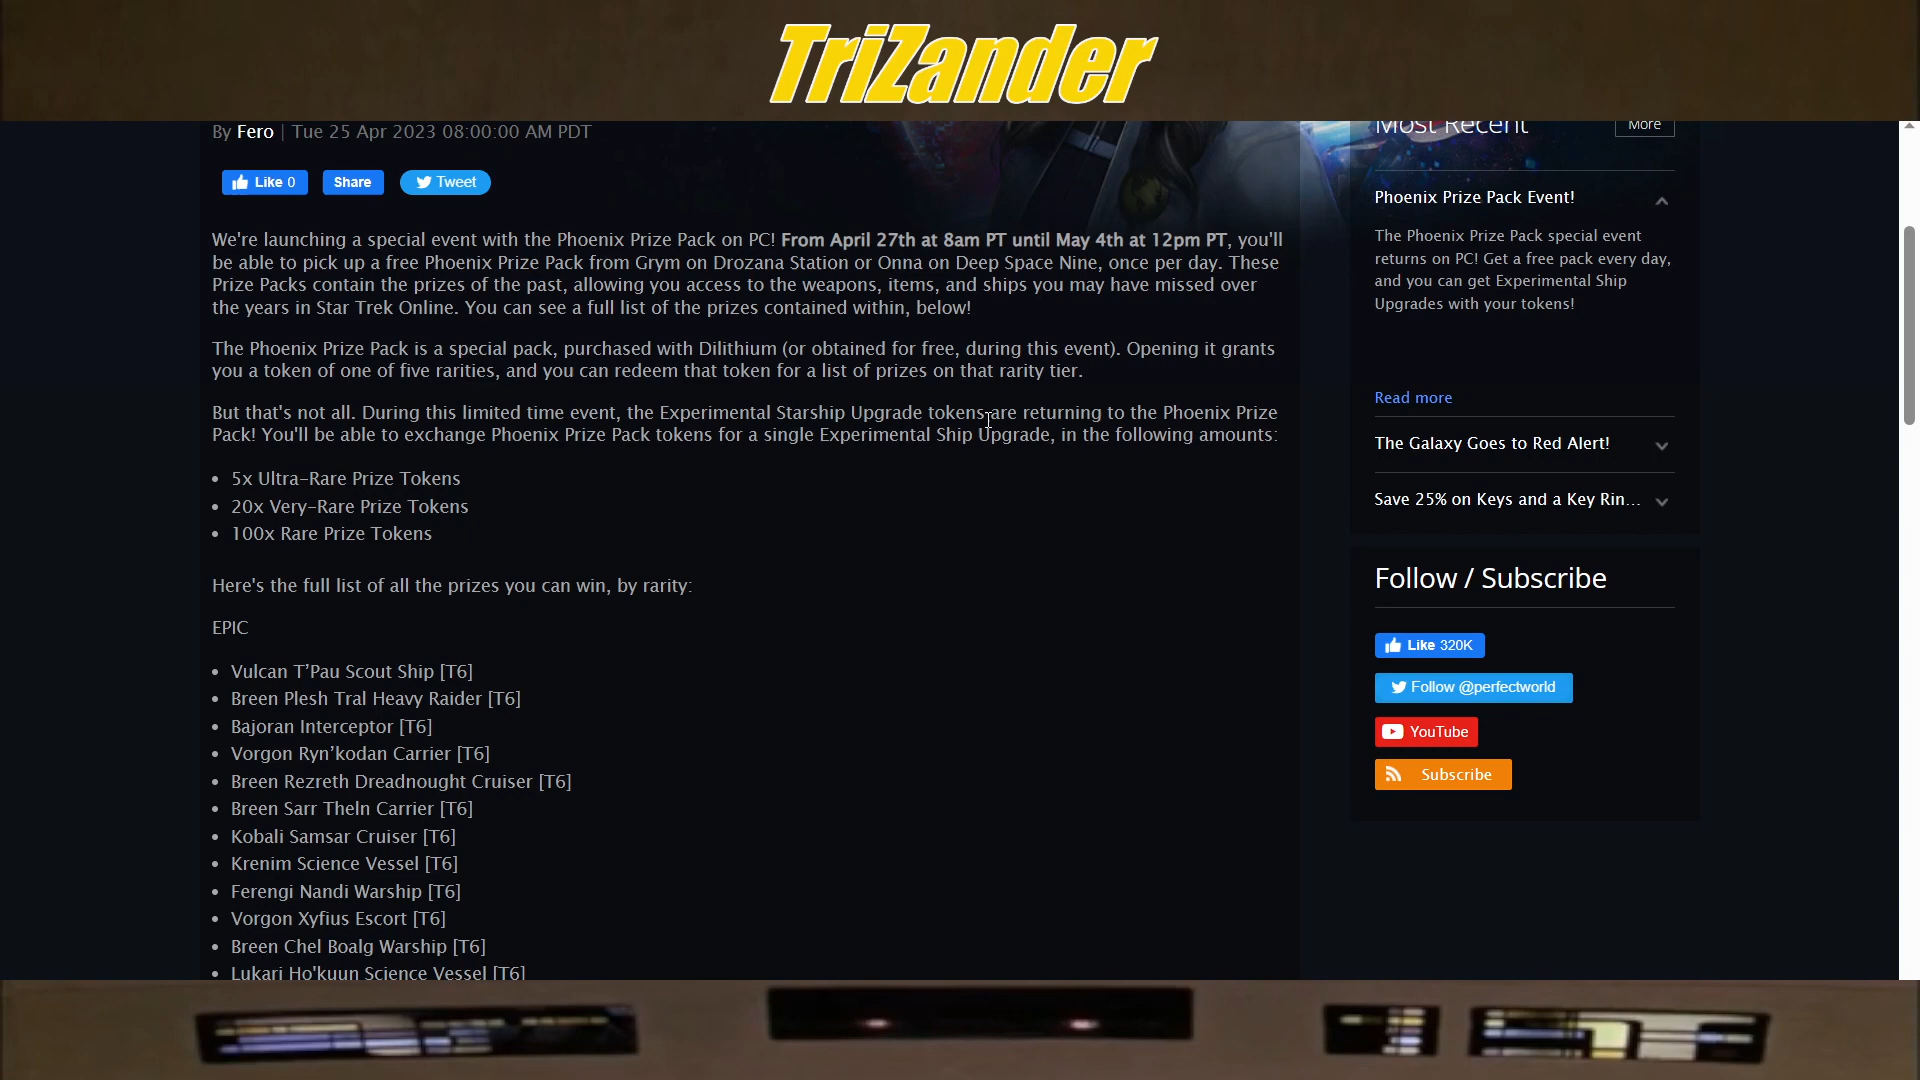 TriZander
By Fero | Tue 25 Apr 2023 08:00:00 AM PDT
Like 0
Share
Tweet
We're launching a special event with the Phoenix Prize Pack on PC! From April 27th at 8am PT until May 4th at 12pm PT, you'll
be able to pick up a free Phoenix Prize Pack from Grym on Drozana Station or Onna on Deep Space Nine, once per day. These
Prize Packs contain the prizes of the past, allowing you access to the weapons, items, and ships you may have missed over
the years in Star Trek Online. You can see a full list of the prizes contained within, below!
The Phoenix Prize Pack is a special pack, purchased with Dilithium (or obtained for free, during this event). Opening it grants
you a token of one of five rarities, and you can redeem that token for a list of prizes on that rarity tier.
But that's not all. During this limited time event, the Experimental Starship Upgrade tokens are returning to the Phoenix Prize
Pack! You'll be able to exchange Phoenix Prize Pack tokens for a single Experimental Ship Upgrade, in the following amounts:
• 5x Ultra-Rare Prize Tokens
• 20x Very-Rare Prize Tokens
• 100x Rare Prize Tokens
Here's the full list of all the prizes you can win, by rarity:
EPIC
• Vulcan T’Pau Scout Ship [T6]
• Breen Plesh Tral Heavy Raider [T6]
• Bajoran Interceptor [T6]
• Vorgon Ryn’kodan Carrier [T6]
• Breen Rezreth Dreadnought Cruiser [T6]
• Breen Sarr Theln Carrier [T6]
• Kobali Samsar Cruiser [T6]
• Krenim Science Vessel [T6]
• Ferengi Nandi Warship [T6]
• Vorgon Xyfius Escort [T6]
• Breen Chel Boalg Warship [T6]
• Lukari Ho'kuun Science Vessel [T6]
Most Recent
More
Phoenix Prize Pack Event!
The Phoenix Prize Pack special event
returns on PC! Get a free pack every day,
and you can get Experimental Ship
Upgrades with your tokens!
Read more
The Galaxy Goes to Red Alert!
Save 25% on Keys and a Key Rin...
Follow / Subscribe
Like 320K
Follow @perfectworld
YouTube
Subscribe